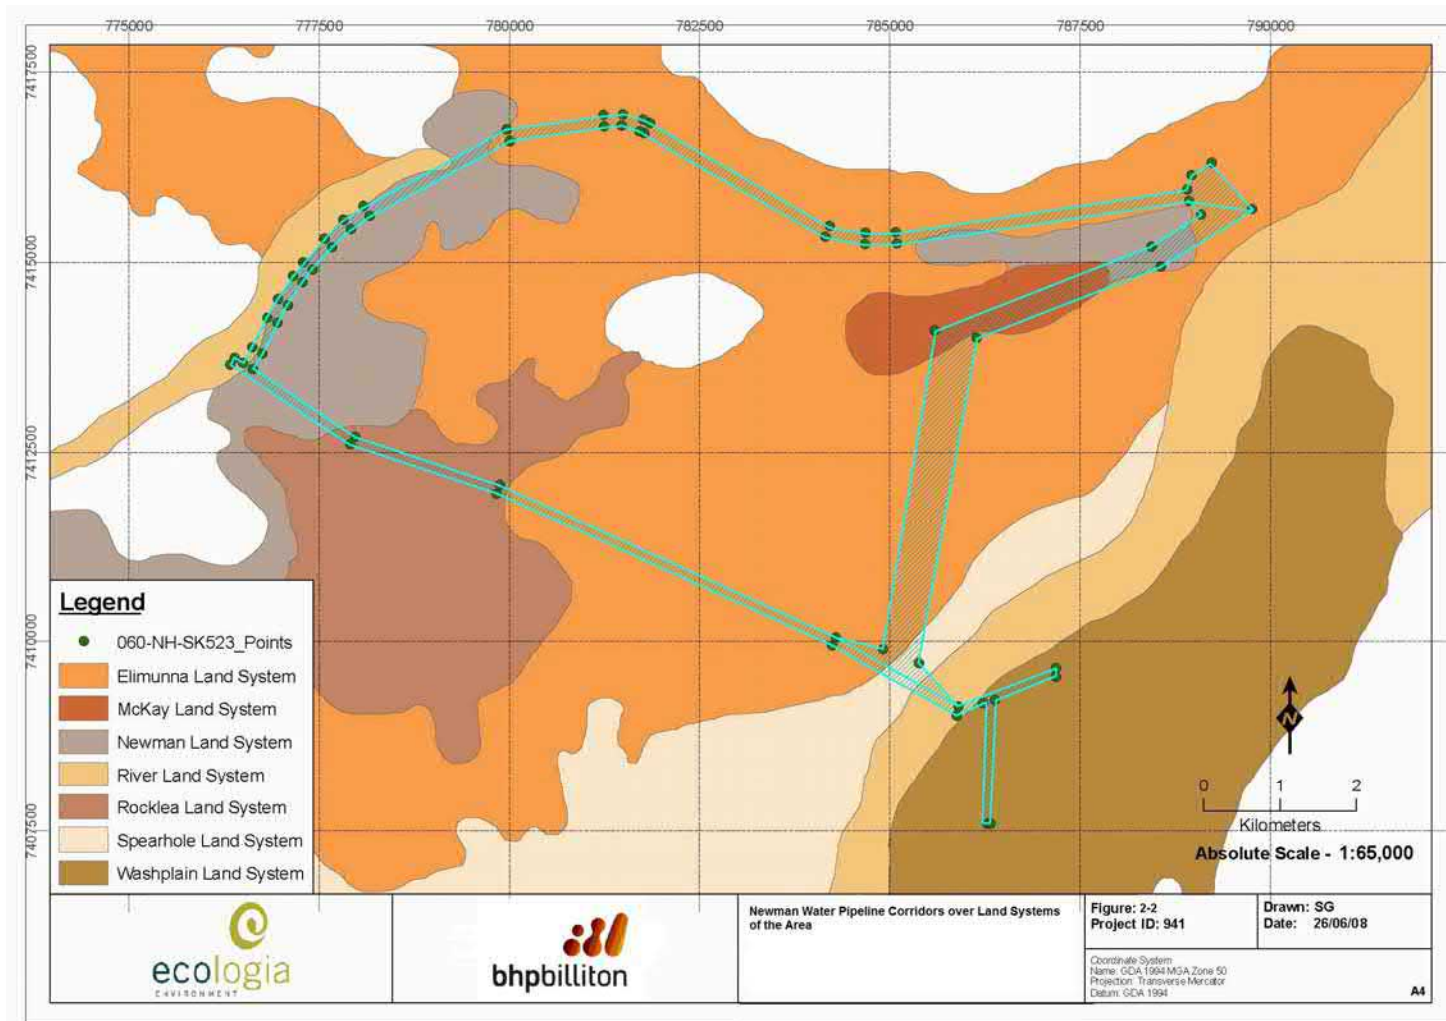 775000 777500 780000 782500 785000 787500 790000
7417500
7415000
7412500
7410000
7407500
Legend
060-NH-SK523_Points
Elimunna Land System
McKay Land System
Newman Land System
River Land System
Rocklea Land System
Spearhole Land System
Washplain Land System
N
0 1 2
Kilometers
Absolute Scale - 1:65,000
ecologia
ENVIRONMENT
bhpbilliton
Newman Water Pipeline Corridors over Land Systems
of the Area
Figure: 2-2
Project ID: 941
Drawn: SG
Date: 26/06/08
Coordinate System
Name: GDA 1994 MGA Zone 50
Projection: Transverse Mercator
Datum: GDA 1994
A4